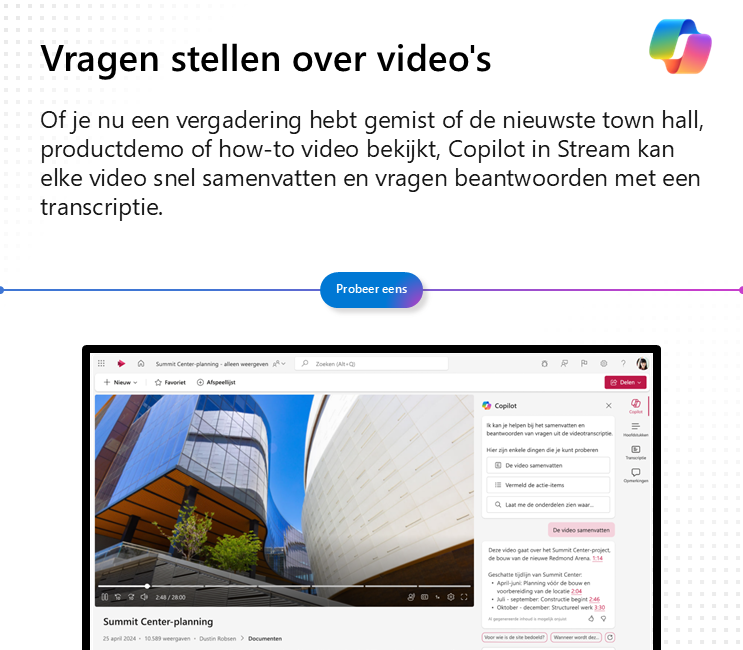 Vragen stellen over video's
Of je nu een vergadering hebt gemist of de nieuwste town hall,
productdemo of how-to video bekijkt, Copilot in Stream kan
elke video snel samenvatten en vragen beantwoorden met een
transcriptie.
Probeer eens
Summit Center-planning - alleen weergeven
Zoeken (Alt+Q)
Nieuw
Favoriet
Afspeellijst
Delen
Copilot
Ik kan je helpen bij het samenvatten en
beantwoorden van vragen uit de videotranscriptie.
Hier zijn enkele dingen die je kunt proberen
De video samenvatten
Vermeld de actie-items
Laat me de onderdelen zien waar...
De video samenvatten
Deze video gaat over het Summit Center-project,
de bouw van de nieuwe Redmond Arena. 1:14
Geschatte tijdlijn van Summit Center:
• April-juni: Planning vóór de bouw en
voorbereiding van de locatie 2:04
• Juli - september: Constructie begint 2:46
• Oktober - december: Structureel werk 3:30
AI-gegenereerde inhoud is mogelijk onjuist
Voor wie is de site bedoeld?
Wanneer wordt dez...
Copilot
Hoofdstukken
Transcriptie
Opmerkingen
2:48 / 28:00
Summit Center-planning
25 april 2024 • 10.589 weergaven • Dustin Robsen > Documenten